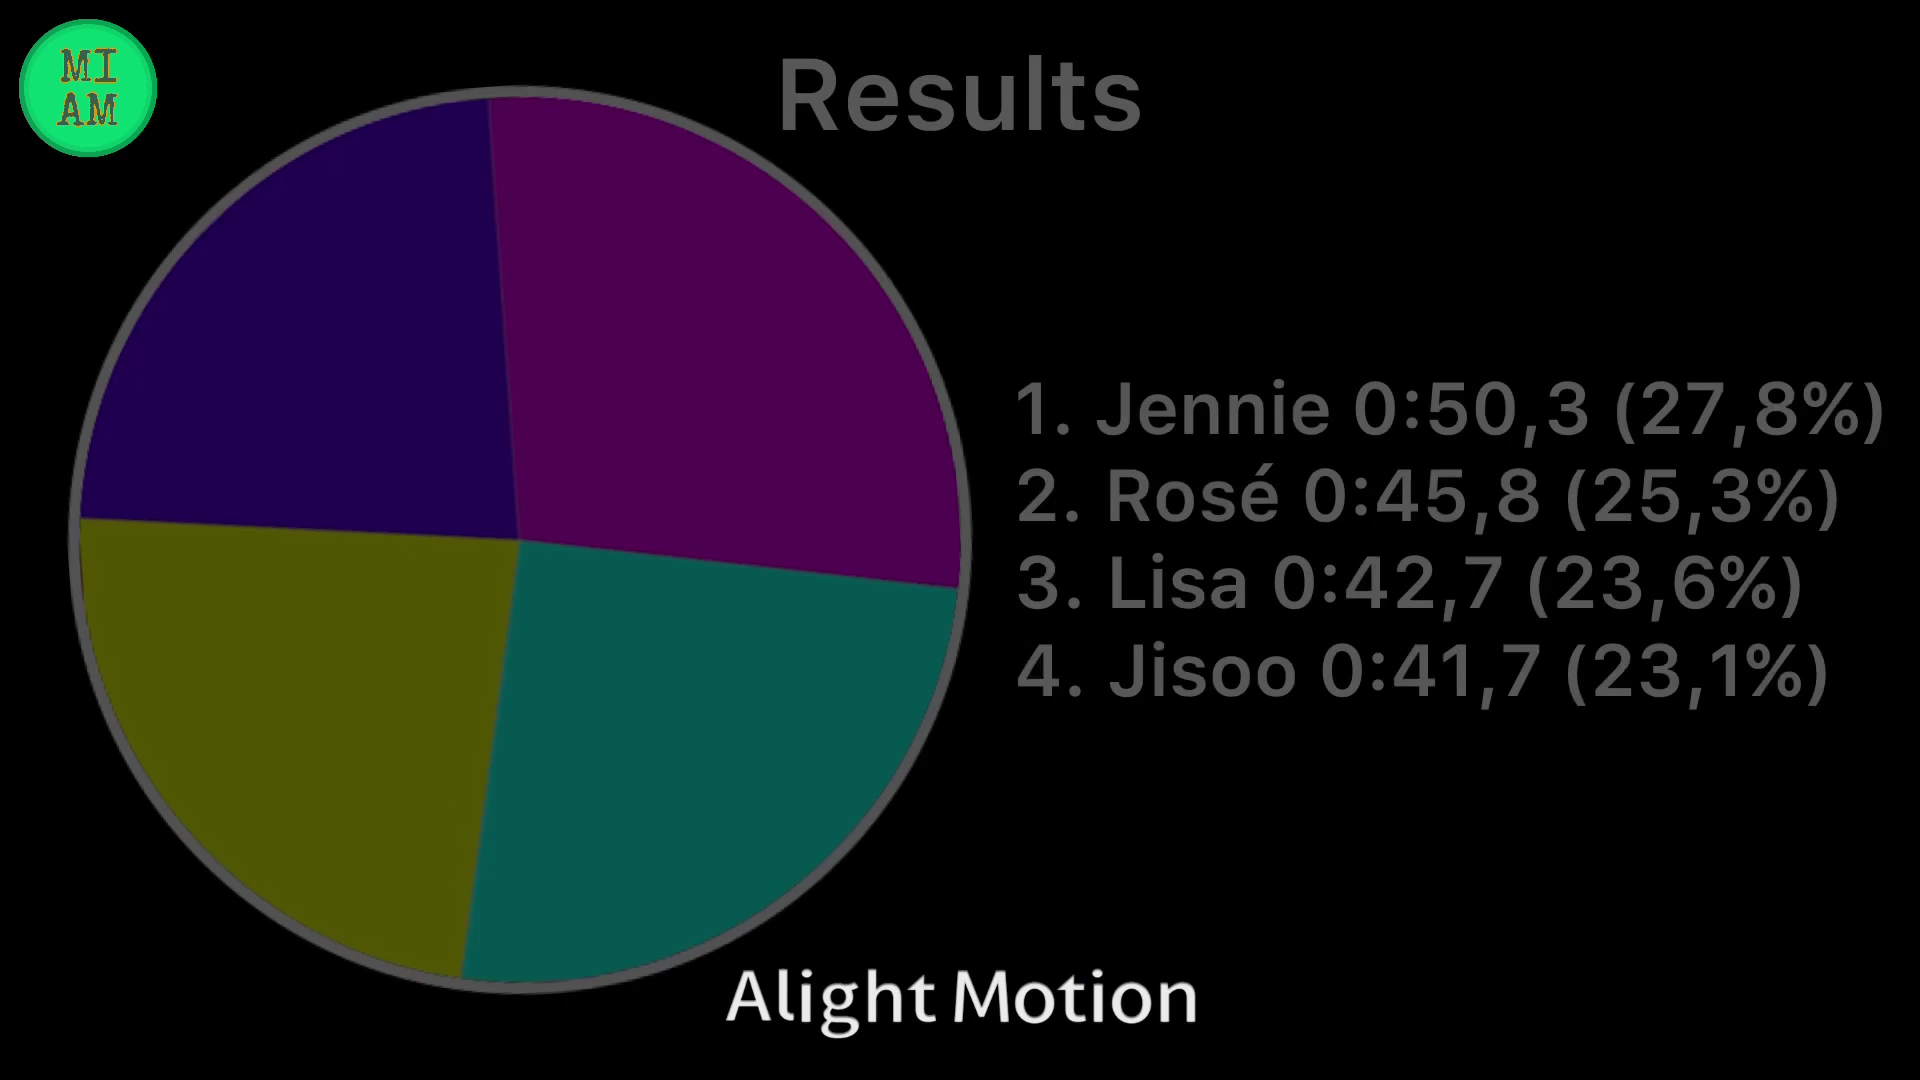 MI
AM
Results
1. Jennie 0:50,3 (27,8%)
2. Rosé 0:45,8 (25,3%)
3. Lisa 0:42,7 (23,6%)
4. Jisoo 0:41,7 (23,1%)
Alight Motion